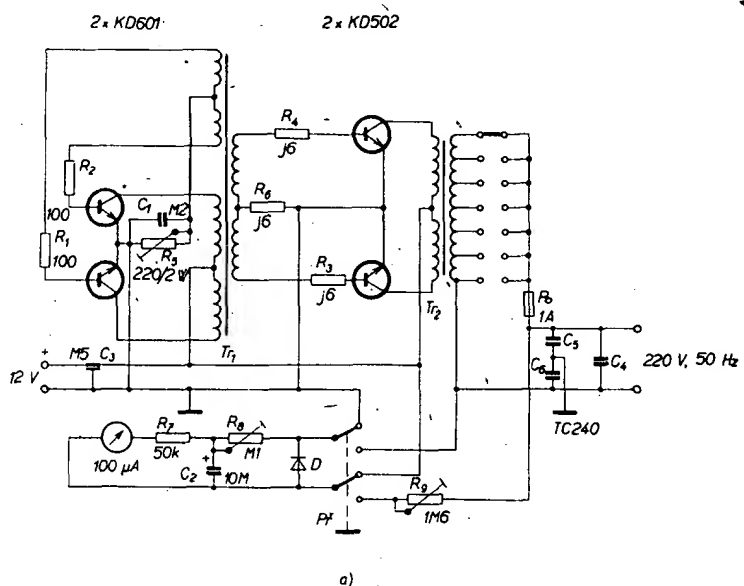 2 x KD601
2 x KD502
R4
j6
R2
C1
M2
R6
j6
100
R1
100
R5
220/2 W
R3
j6
Tr2
Po
1A
Tr1
+
M5 C3
C5
C6
C4
220 V, 50 Hz
12 V
TC240
R7
50k
R8
M1
100 µA
+
C2
10M
D
R9
1M6
Př
a)